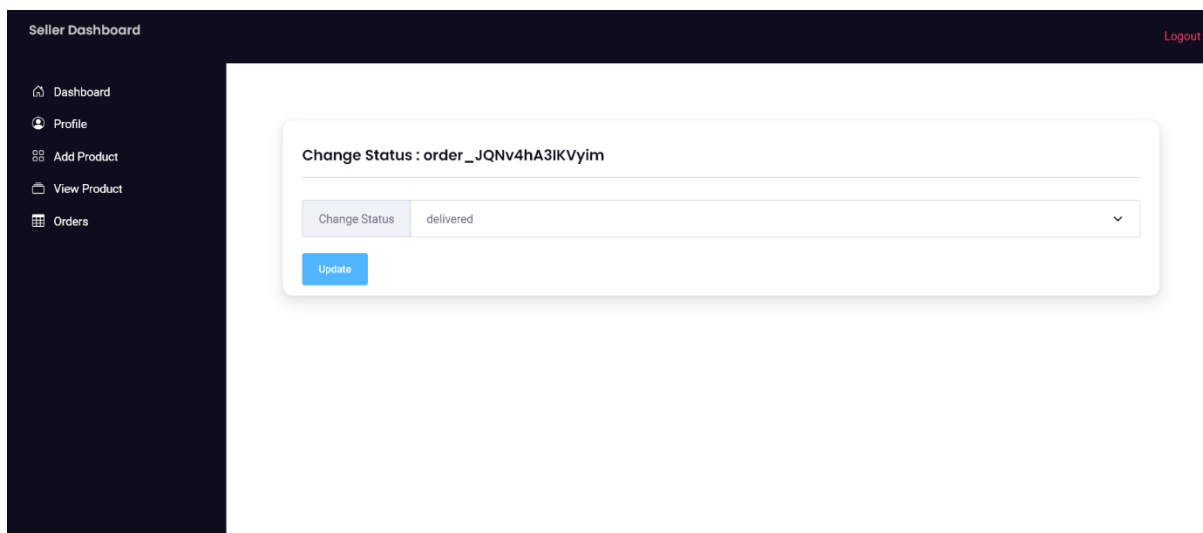 Seller Dashboard
Logout
Dashboard
Profile
Add Product
View Product
Orders
Change Status : order_JQNv4hA3IKVyim
Change Status
delivered
Update